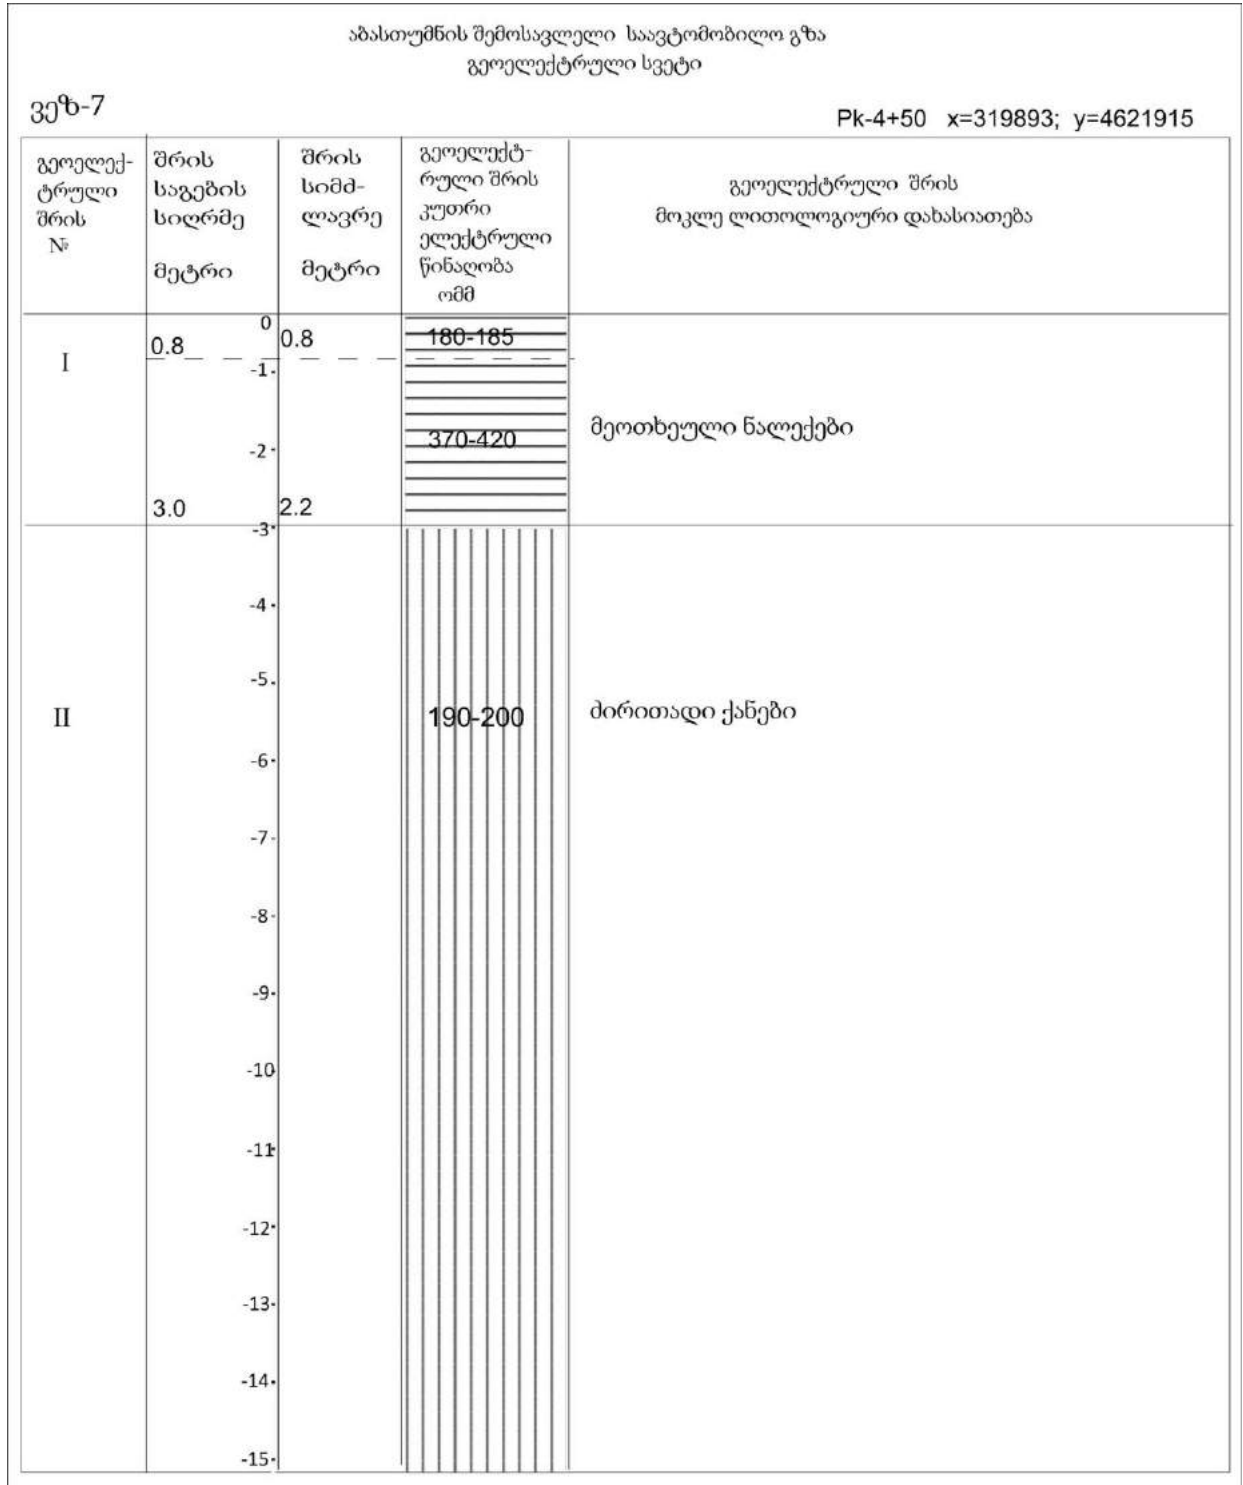 აბასთუმნის შემოსავლელი საავტომობილო გზა
გეოელექტრული სვეტი
ვეზ-7
Pk-4+50 x=319893; y=4621915
გეოელექ-
ტრული
შრის
№
შრის
საგების
სიღრმე
მეტრი
შრის
სიმძ-
ლავრე
მეტრი
გეოელექტ-
რული შრის
კუთრი
ელექტრული
წინაღობა
ომმ
გეოელექტრული შრის
მოკლე ლითოლოგიური დახასიათება
0
0.8
0.8
180-185
I
-1
მეოთხეული ნალექები
370-420
-2
3.0
2.2
-3
-4
-5
II
190-200
ძირითადი ქანები
-6
-7
-8
-9
-10
-11
-12
-13
-14
-15